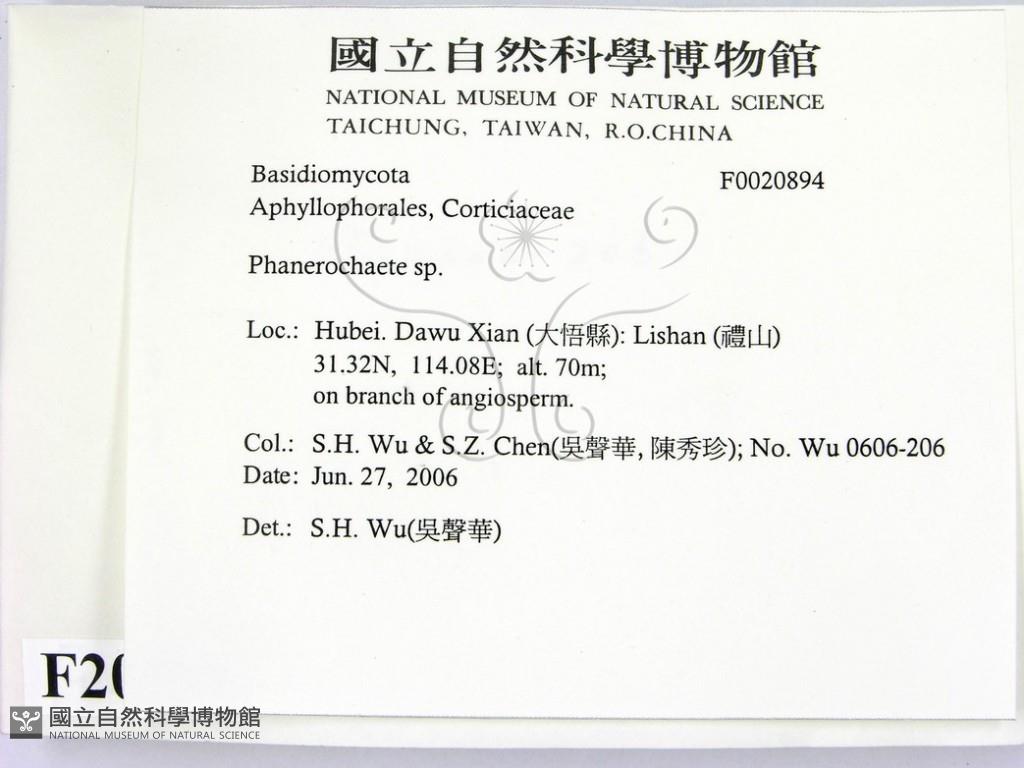 國立自然科學博物館
NATIONAL MUSEUM OF NATURAL SCIENCE
TAICHUNG, TAIWAN, R.O.CHINA
Basidiomycota F0020894
Aphyllophorales, Corticiaceae
Phanerochaete sp.
Loc.: Hubei. Dawu Xian (大悟縣): Lishan (禮山)
31.32N, 114.08E; alt. 70m;
on branch of angiosperm.
Col.: S.H. Wu & S.Z. Chen(吳聲華, 陳秀珍); No. Wu 0606-206
Date: Jun. 27, 2006
Det.: S.H. Wu(吳聲華)
F20
國立自然科學博物館
NATIONAL MUSEUM OF NATURAL SCIENCE